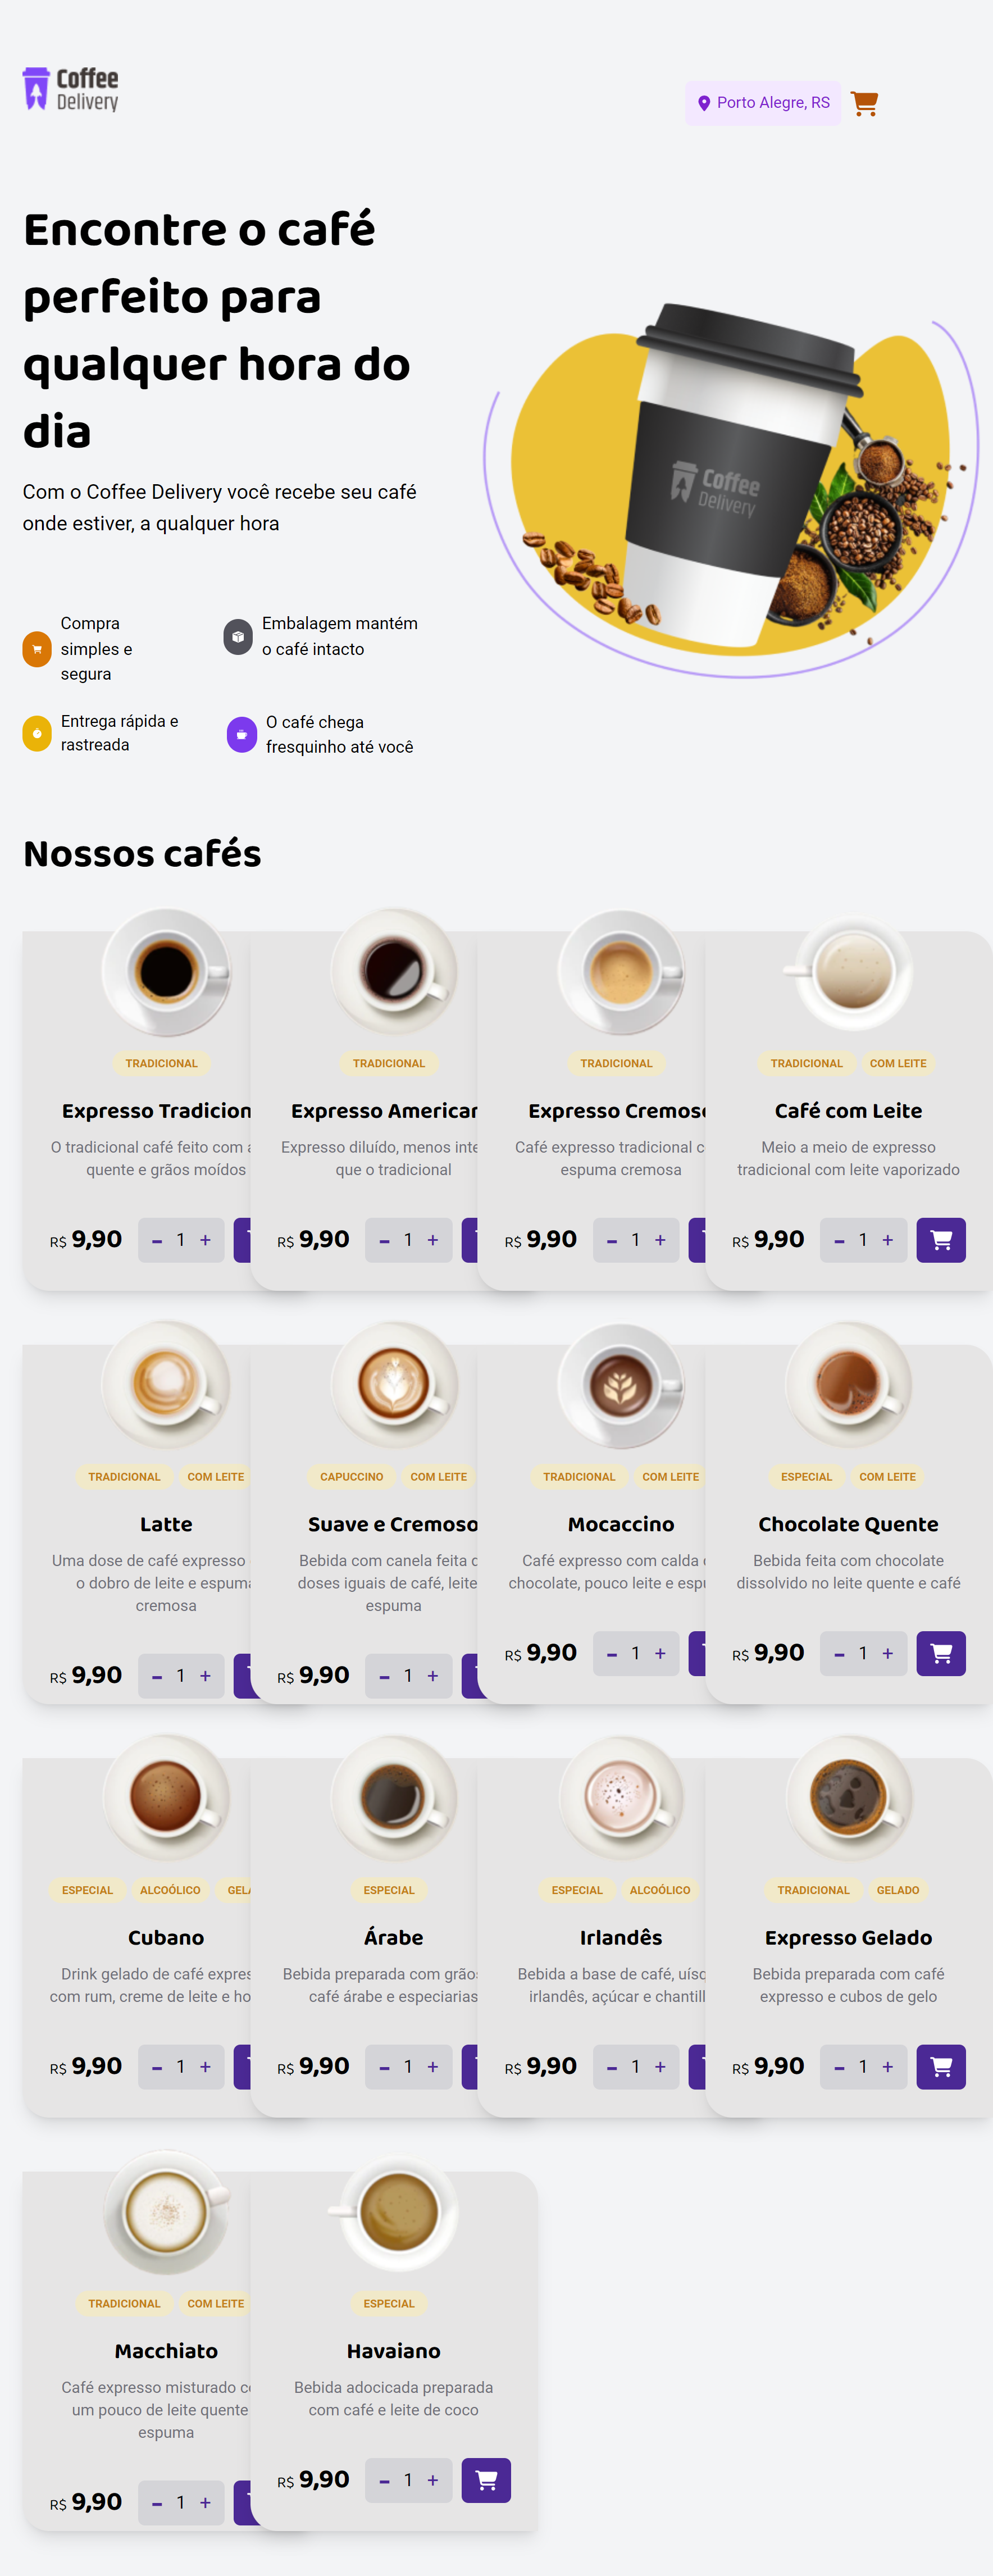 Coffee
Delivery
Porto Alegre, RS
Encontre o café
perfeito para
qualquer hora do
dia
Com o Coffee Delivery você recebe seu café
onde estiver, a qualquer hora
Coffee
Delivery
Compra
simples e
segura
Embalagem mantém
o café intacto
Entrega rápida e
rastreada
O café chega
fresquinho até você
Nossos cafés
TRADICIONAL
Expresso Tradicion
O tradicional café feito com
quente e grãos moídos
R$ 9,90 - 1 +
TRADICIONAL
Expresso American
Expresso diluído, menos inte
que o tradicional
R$ 9,90 - 1 +
TRADICIONAL
Expresso Cremoso
Café expresso tradicional c
espuma cremosa
R$ 9,90 - 1 +
TRADICIONAL COM LEITE
Café com Leite
Meio a meio de expresso
tradicional com leite vaporizado
R$ 9,90 - 1 +
TRADICIONAL COM LEITE
Latte
Uma dose de café expresso
o dobro de leite e espuma
cremosa
R$ 9,90 - 1 +
CAPUCCINO COM LEITE
Suave e Cremoso
Bebida com canela feita d
doses iguais de café, leite
espuma
R$ 9,90 - 1 +
TRADICIONAL COM LEITE
Mocaccino
Café expresso com calda
chocolate, pouco leite e espu
R$ 9,90 - 1 +
ESPECIAL COM LEITE
Chocolate Quente
Bebida feita com chocolate
dissolvido no leite quente e café
R$ 9,90 - 1 +
ESPECIAL ALCOÓLICO GELA
Cubano
Drink gelado de café expres
com rum, creme de leite e ho
R$ 9,90 - 1 +
ESPECIAL
Árabe
Bebida preparada com grãos
café árabe e especiarias
R$ 9,90 - 1 +
ESPECIAL ALCOÓLICO
Irlandês
Bebida a base de café, uísq
irlandês, açúcar e chantill
R$ 9,90 - 1 +
TRADICIONAL GELADO
Expresso Gelado
Bebida preparada com café
expresso e cubos de gelo
R$ 9,90 - 1 +
TRADICIONAL COM LEITE
Macchiato
Café expresso misturado co
um pouco de leite quente
espuma
R$ 9,90 - 1 +
ESPECIAL
Havaiano
Bebida adocicada preparada
com café e leite de coco
R$ 9,90 - 1 +